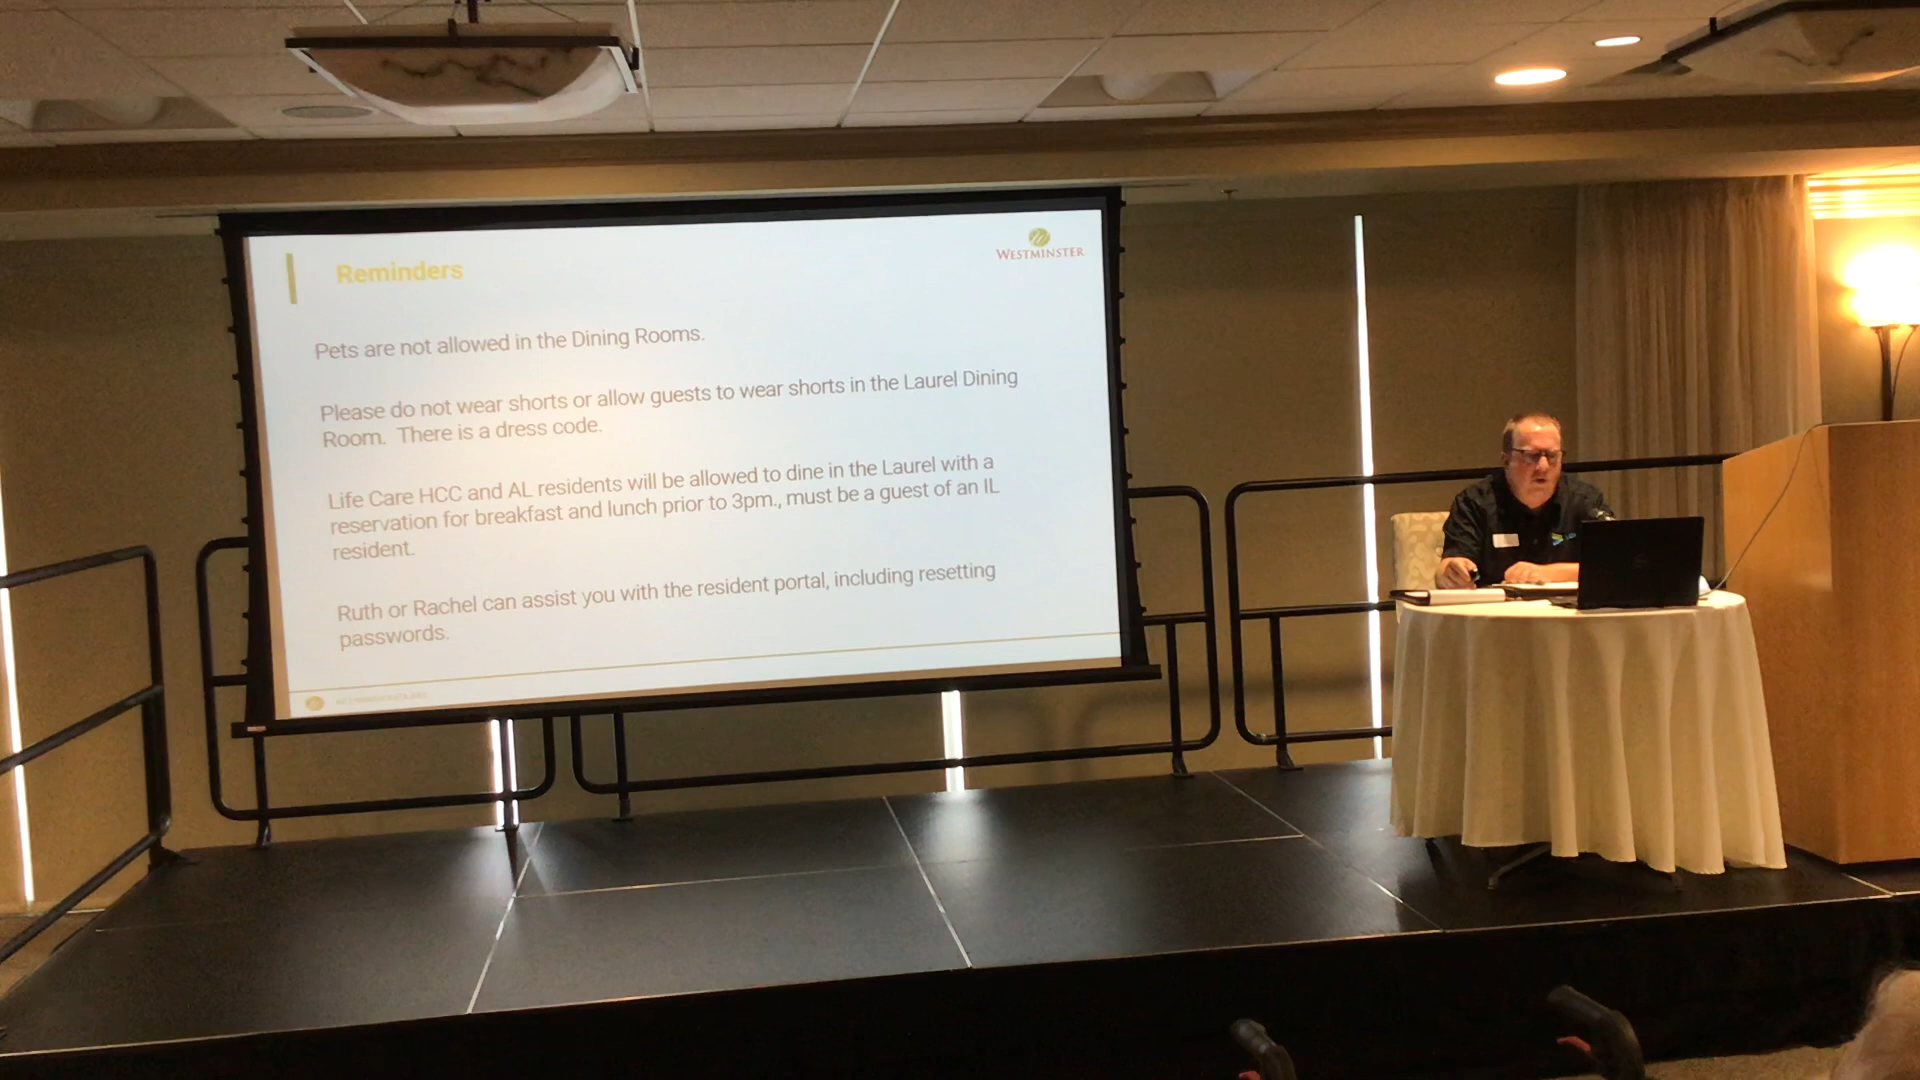 WESTMINSTER
Reminders
Pets are not allowed in the Dining Rooms.
Please do not wear shorts or allow guests to wear shorts in the Laurel Dining
Room. There is a dress code.
Life Care HCC and AL residents will be allowed to dine in the Laurel with a
reservation for breakfast and lunch prior to 3pm., must be a guest of an IL
resident.
Ruth or Rachel can assist you with the resident portal, including resetting
passwords.